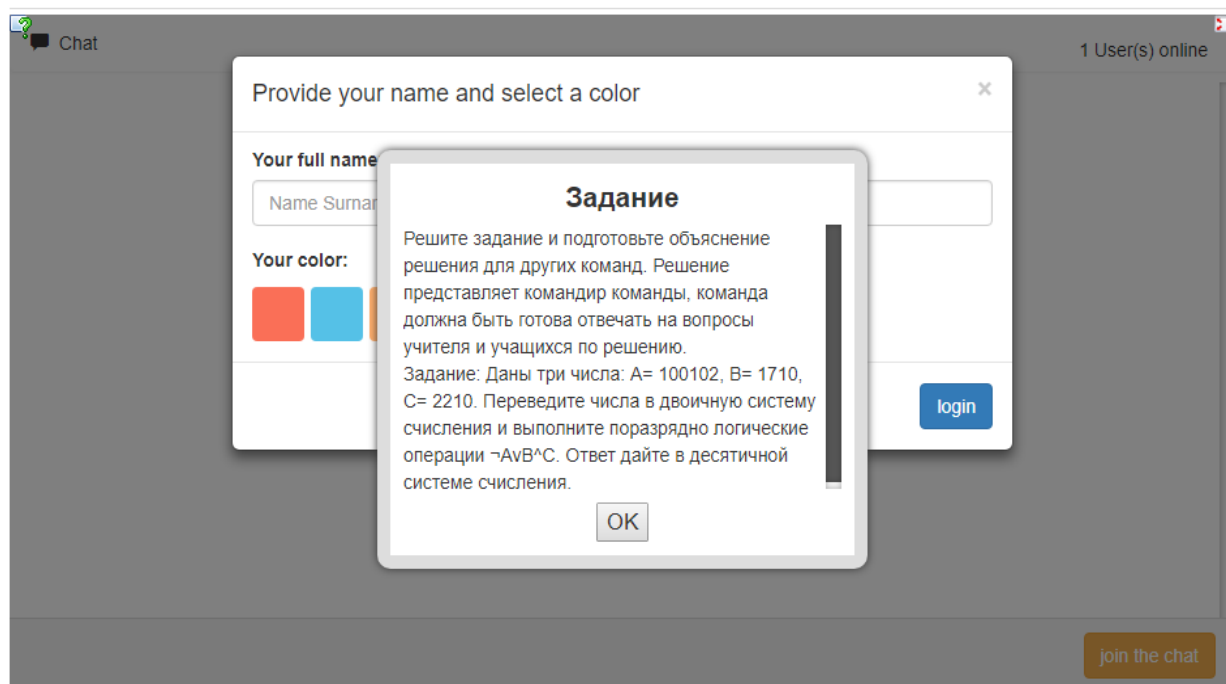 Chat
1 User(s) online
Provide your name and select a color
×
Your full name
Name Surnar
Your color:
login
Задание
Решите задание и подготовьте объяснение
решения для других команд. Решение
представляет командир команды, команда
должна быть готова отвечать на вопросы
учителя и учащихся по решению.
Задание: Даны три числа: A= 100102, B= 1710,
C= 2210. Переведите числа в двоичную систему
счисления и выполните поразрядно логические
операции ¬AvB^C. Ответ дайте в десятичной
системе счисления.
OK
join the chat